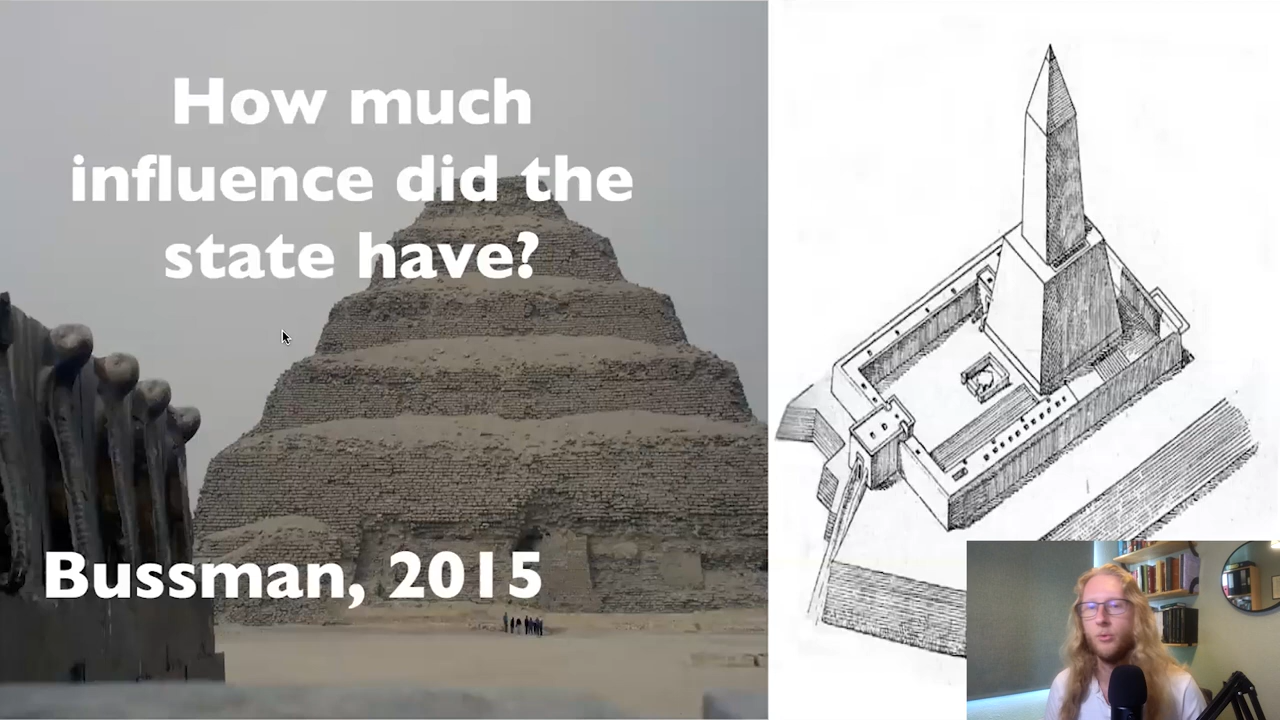 How much
influence did the
state have?
Bussman, 2015